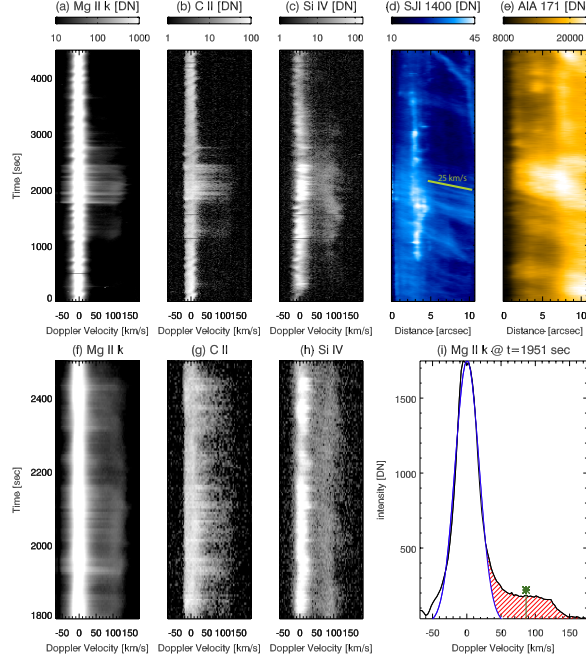 (a) Mg II k [DN]
10 100 1000
(b) C II [DN]
1 10 100
(c) Si IV [DN]
1 10 100
(d) SJI 1400 [DN]
10 45
(e) AIA 171 [DN]
8000 20000
Time [sec]
4000
3000
2000
1000
0
25 km/s
-50 0 50 100150
Doppler Velocity [km/s]
-50 0 50 100150
Doppler Velocity [km/s]
-50 0 50 100150
Doppler Velocity [km/s]
0 5 10
Distance [arcsec]
0 5 10
Distance [arcsec]
(f) Mg II k
(g) C II
(h) Si IV
(i) Mg II k @ t=1951 sec
Time [sec]
2400
2200
2000
1800
-50 0 50 100150
Doppler Velocity [km/s]
-50 0 50 100150
Doppler Velocity [km/s]
-50 0 50 100150
Doppler Velocity [km/s]
intensity [DN]
1500
1000
500
-50 0 50 100 150
Doppler Velocity [km/s]